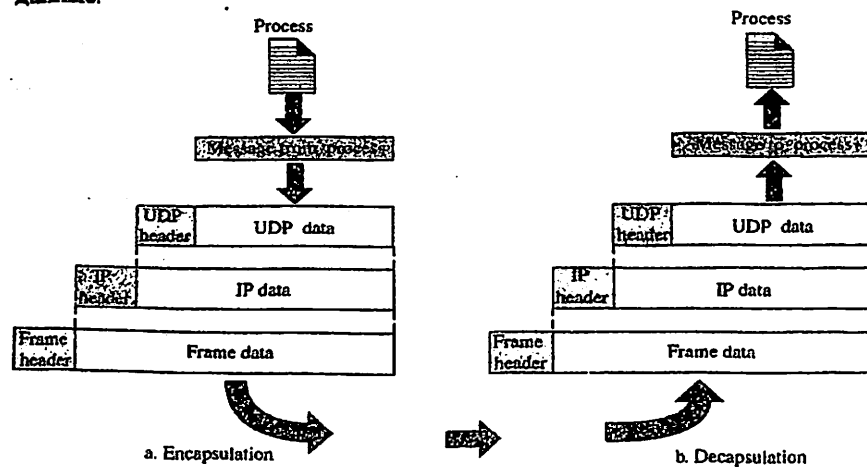 Process
Message from process
UDP header
UDP data
IP header
IP data
Frame header
Frame data
a. Encapsulation
Process
Message to process
UDP header
UDP data
IP header
IP data
Frame header
Frame data
b. Decapsulation